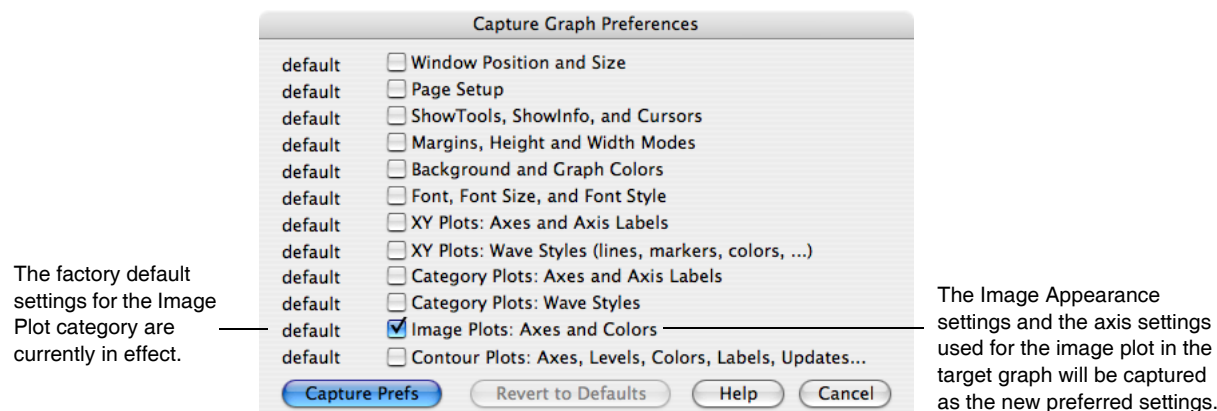 Capture Graph Preferences
default Window Position and Size
default Page Setup
default ShowTools, ShowInfo, and Cursors
default Margins, Height and Width Modes
default Background and Graph Colors
default Font, Font Size, and Font Style
default XY Plots: Axes and Axis Labels
default XY Plots: Wave Styles (lines, markers, colors, ...)
default Category Plots: Axes and Axis Labels
default Category Plots: Wave Styles
default Image Plots: Axes and Colors
default Contour Plots: Axes, Levels, Colors, Labels, Updates...
Capture Prefs Revert to Defaults Help Cancel
The factory default
settings for the Image
Plot category are
currently in effect.
The Image Appearance
settings and the axis settings
used for the image plot in the
target graph will be captured
as the new preferred settings.